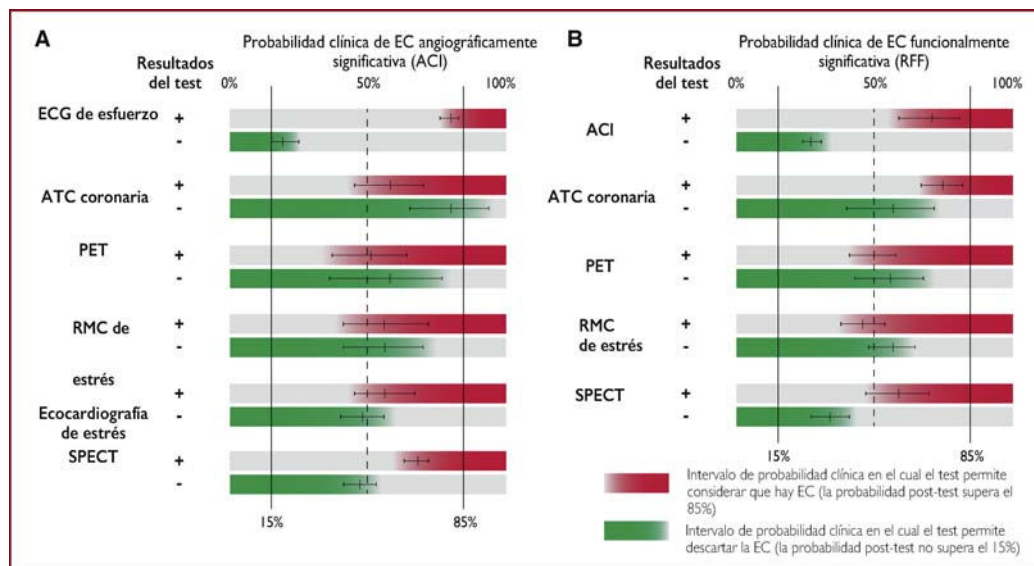 A
Probabilidad clínica de EC angiográficamente
significativa (ACI)
Resultados
del test
0%
50%
100%
ECG de esfuerzo
+
-
ATC coronaria
+
-
PET
+
-
RMC de
+
-
estrés
+
Ecocardiografía
-
de estrés
SPECT
+
-
15%
85%
B
Probabilidad clínica de EC funcionalmente
significativa (RFF)
Resultados
del test
0%
50%
100%
ACI
+
-
ATC coronaria
+
-
PET
+
-
RMC
+
de estrés
-
SPECT
+
-
15%
85%
Intervalo de probabilidad clínica en el cual el test permite
considerar que hay EC (la probabilidad post-test supera el
85%)
Intervalo de probabilidad clínica en el cual el test permite
descartar la EC (la probabilidad post-test no supera el 15%)